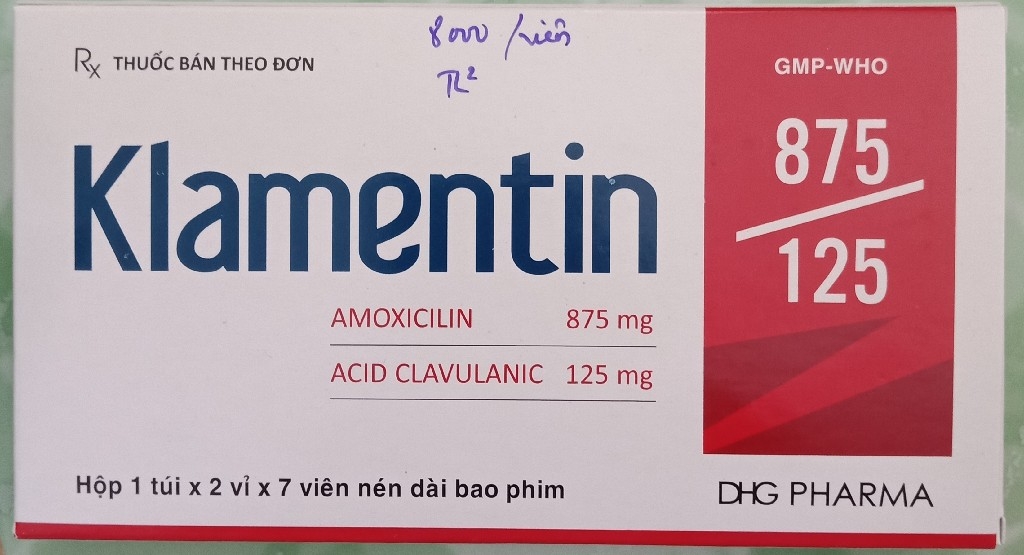 8000 /viên
Rx THUỐC BÁN THEO ĐƠN
GMP-WHO
Klamentin
875
125
AMOXICILIN 875 mg
ACID CLAVULANIC 125 mg
Hộp 1 túi x 2 vỉ x 7 viên nén dài bao phim
DHG PHARMA